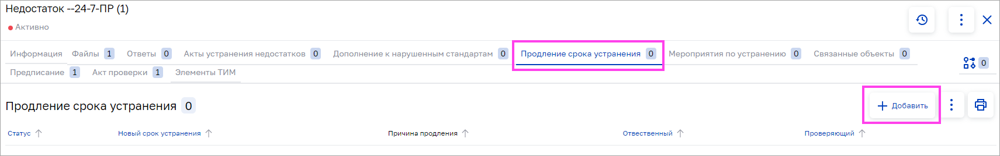 Недостаток --24-7-ПР (1)
Активно
Информация Файлы 1 Ответы 0 Акты устранения недостатков 0 Дополнение к нарушенным стандартам 0 Продление срока устранения 0 Мероприятия по устранению 0 Связанные объекты 0
0
Предписание 1 Акт проверки 1 Элементы ТИМ
Продление срока устранения 0
Добавить
Статус Новый срок устранения Причина продления Отвественный Проверяющий